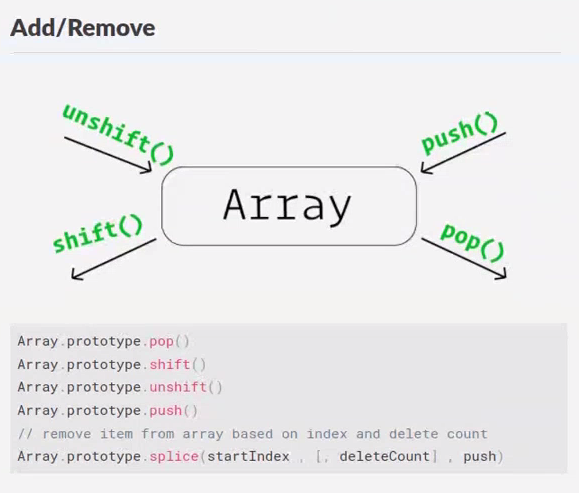 Add/Remove
unshift()
push()
Array
shift()
pop()
Array.prototype.pop()
Array.prototype.shift()
Array.prototype.unshift()
Array.prototype.push()
// remove item from array based on index and delete count
Array.prototype.splice(startIndex , [, deleteCount] , push)